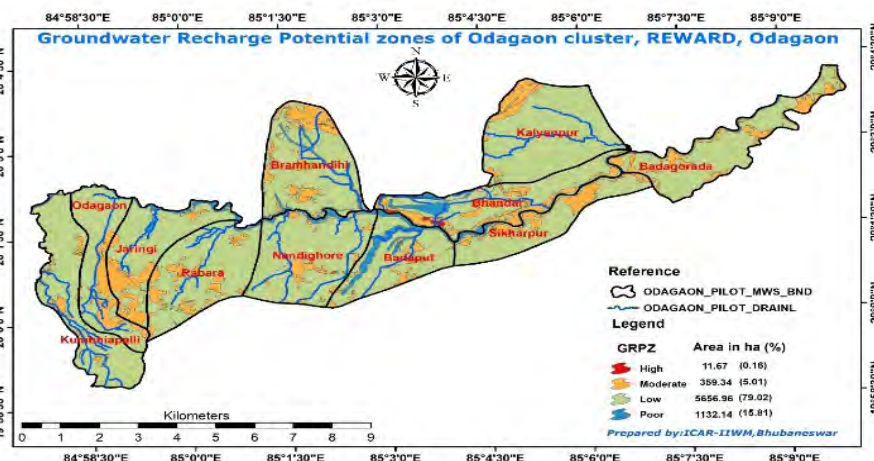 84°58'30"E 85°0'0"E 85°1'30"E 85°3'0"E 85°4'30"E 85°6'0"E 85°7'30"E 85°9'0"E
Groundwater Recharge Potential zones of Odagaon cluster, REWARD, Odagaon
N
W E
S
Kalyanpur
Bramhandihi
Badagorada
Odagaon
Bhandar
Jaringi
Sikharpur
Nandighore
Rabara
Badaput
Reference
ODAGAON_PILOT_MWS_BND
ODAGAON_PILOT_DRAINL
Legend
GRPZ Area in ha (%)
High 11.67 (0.16)
Moderate 359.34 (5.01)
Low 5656.96 (79.02)
Poor 1132.14 (15.81)
Kilometers
0 1 2 3 4 5 6 7 8 9
Prepared by:ICAR-IIWM,Bhubaneswar
84°58'30"E 85°0'0"E 85°1'30"E 85°3'0"E 85°4'30"E 85°6'0"E 85°7'30"E 85°9'0"E